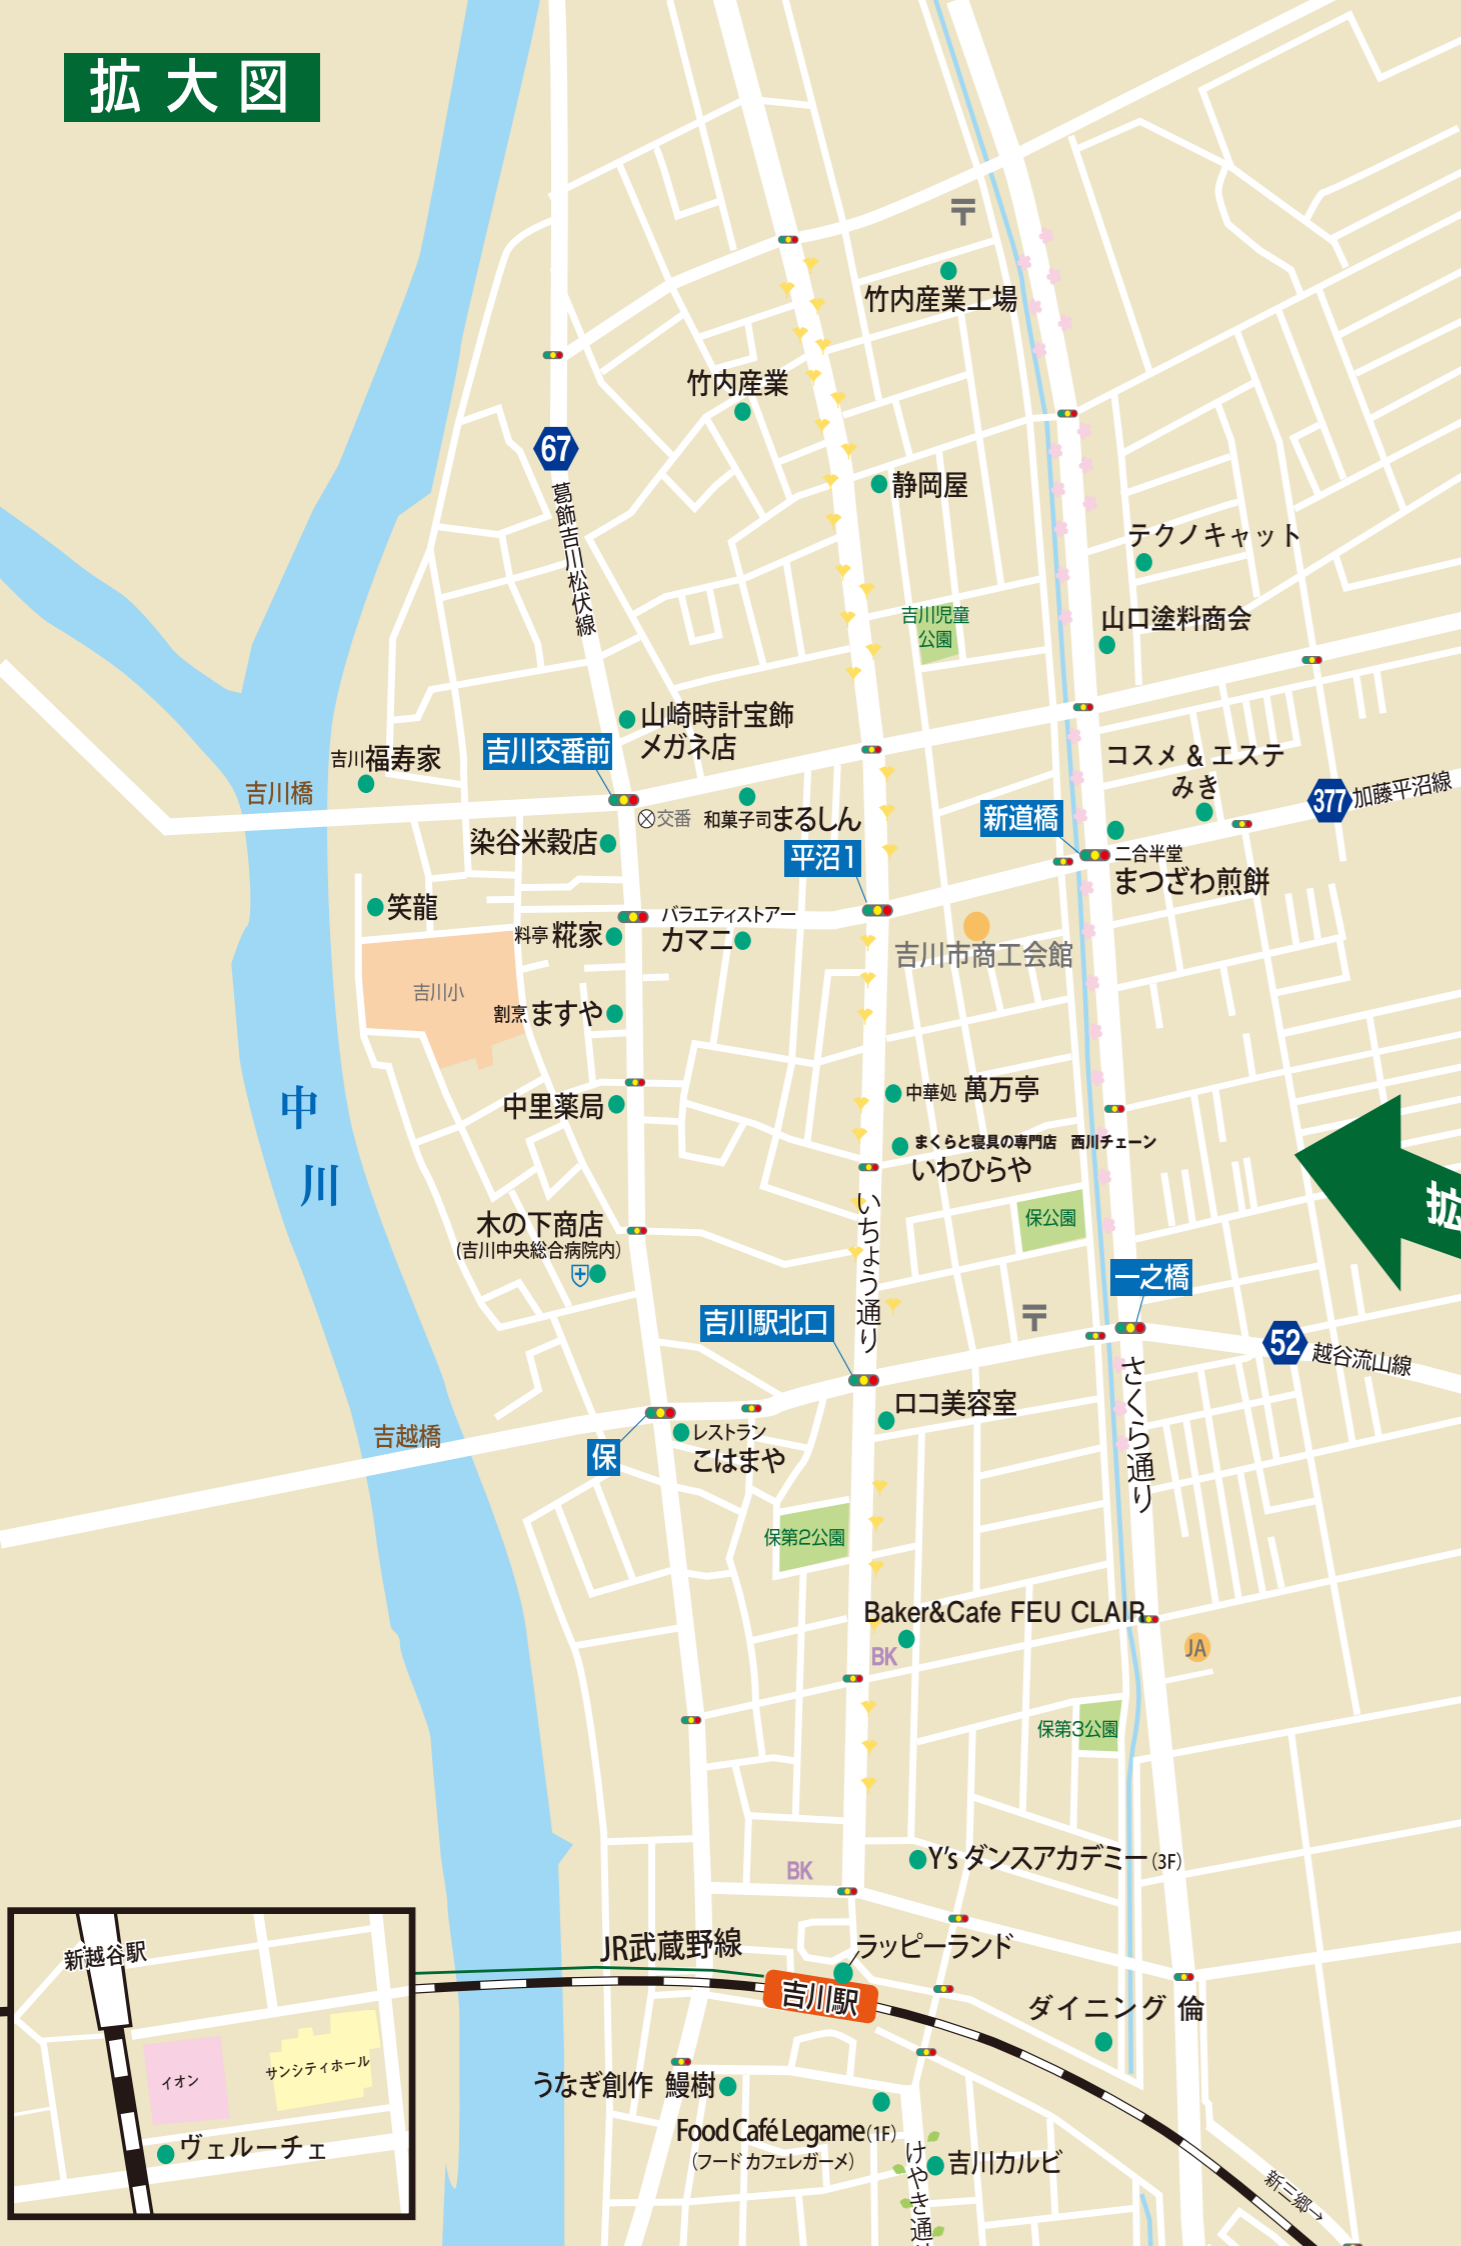 拡大図
〒
竹内産業工場
竹内産業
67
葛飾吉川松伏線
静岡屋
テクノキャット
吉川児童
公園
山口塗料商会
山崎時計宝飾
メガネ店
吉川交番前
吉川福寿家
吉川橋
交番
和菓子司まるしん
コスメ & エステ
みき
377
加藤平沼線
新道橋
染谷米穀店
平沼1
二合半堂
まつざわ煎餅
笑龍
バラエティストアー
カマニ
料亭 糀家
吉川市商工会館
吉川小
割烹 ますや
中里薬局
中華処 萬万亭
まくらと寝具の専門店 西川チェーン
いわひらや
中川
拡
いちょう通り
保公園
木の下商店
(吉川中央総合病院内)
一之橋
吉川駅北口
〒
52
越谷流山線
さくら通り
ロコ美容室
吉越橋
保
レストラン
こはまや
保第2公園
Baker&Cafe FEU CLAIR
BK
JA
保第3公園
Y's ダンスアカデミー(3F)
BK
JR武蔵野線
ラッピーランド
吉川駅
ダイニング 倫
新越谷駅
イオン
サンシティホール
ヴェルーチェ
うなぎ創作 鰻樹
Food Café Legame(1F)
(フード カフェレガーメ)
けやき通
吉川カルビ
新三郷→